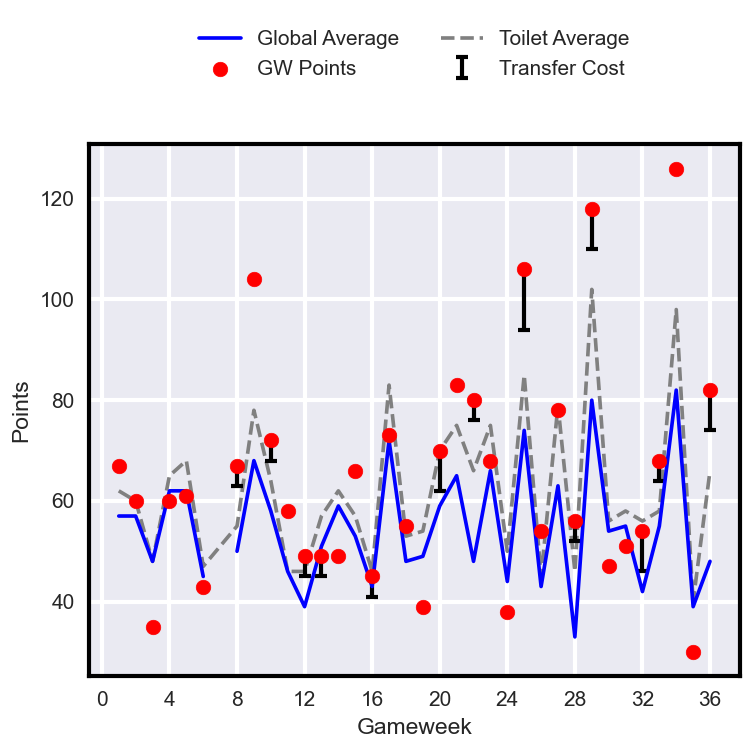 Global Average
Toilet Average
GW Points
Transfer Cost
120
100
80
60
40
Points
0 4 8 12 16 20 24 28 32 36
Gameweek